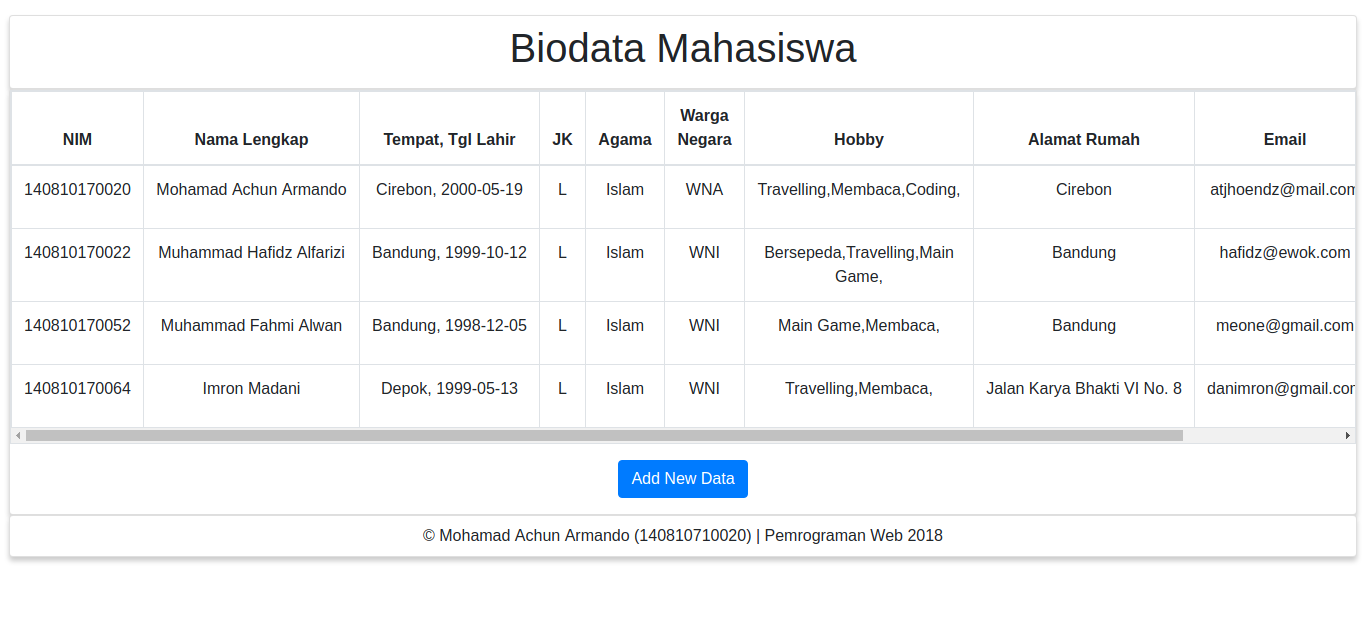 Biodata Mahasiswa
NIM Nama Lengkap Tempat, Tgl Lahir JK Agama Warga Negara Hobby Alamat Rumah Email
140810170020 Mohamad Achun Armando Cirebon, 2000-05-19 L Islam WNA Travelling,Membaca,Coding, Cirebon atjhoendz@mail.com
140810170022 Muhammad Hafidz Alfarizi Bandung, 1999-10-12 L Islam WNI Bersepeda,Travelling,Main Bandung hafidz@ewok.com
Game,
140810170052 Muhammad Fahmi Alwan Bandung, 1998-12-05 L Islam WNI Main Game,Membaca, Bandung meone@gmail.com
140810170064 Imron Madani Depok, 1999-05-13 L Islam WNI Travelling,Membaca, Jalan Karya Bhakti VI No. 8 danimron@gmail.com
Add New Data
© Mohamad Achun Armando (140810710020) | Pemrograman Web 2018